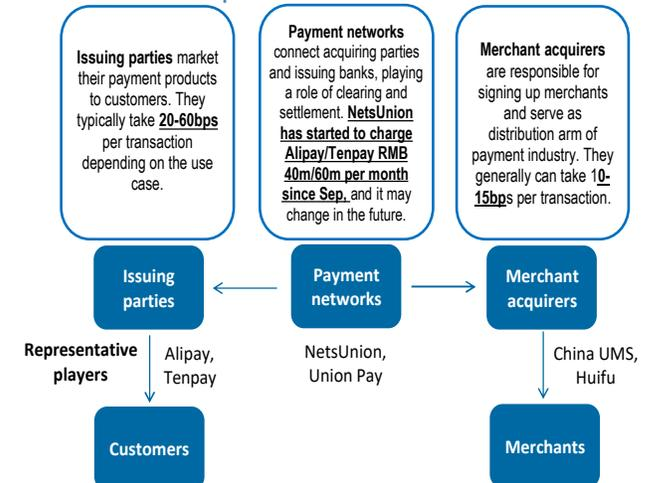 Issuing parties market
their payment products
to customers. They
typically take 20-60bps
per transaction
depending on the use
case.
Payment networks
connect acquiring parties
and issuing banks, playing
a role of clearing and
settlement. NetsUnion
has started to charge
Alipay/Tenpay RMB
40m/60m per month
since Sep, and it may
change in the future.
Merchant acquirers
are responsible for
signing up merchants
and serve as
distribution arm of
payment industry. They
generally can take 10-
15bps per transaction.
Issuing
parties
Payment
networks
Merchant
acquirers
Representative
players
Alipay,
Tenpay
NetsUnion,
Union Pay
China UMS,
Huifu
Customers
Merchants